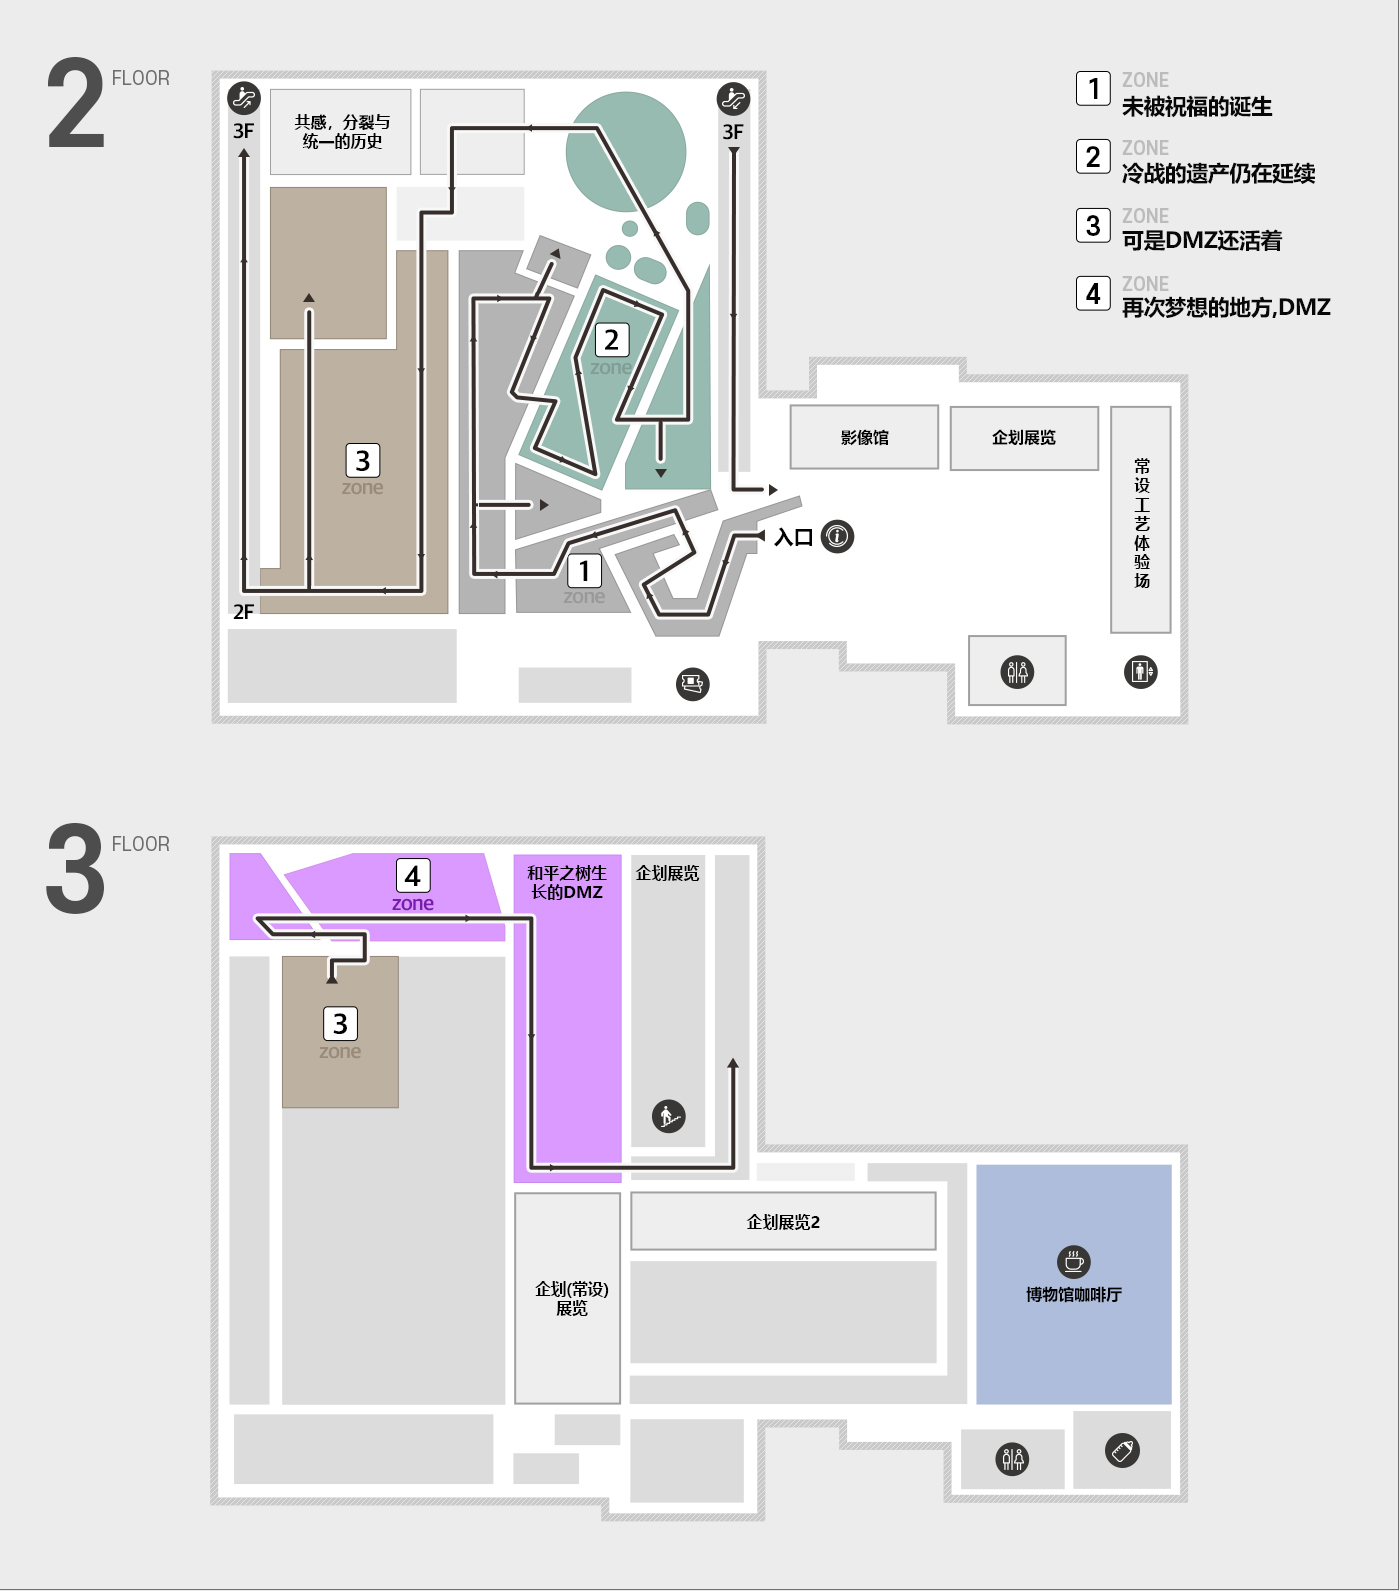 2 FLOOR
1 ZONE
未被祝福的诞生
2 ZONE
冷战的遗产仍在延续
3 ZONE
可是DMZ还活着
4 ZONE
再次梦想的地方,DMZ
3F
共感，分裂与
统一的历史
3F
2
zone
3
zone
影像馆
企划展览
常设工艺体验场
入口
1
zone
2F
3 FLOOR
4
zone
和平之树生
长的DMZ
企划展览
3
zone
企划展览2
企划(常设)
展览
博物馆咖啡厅